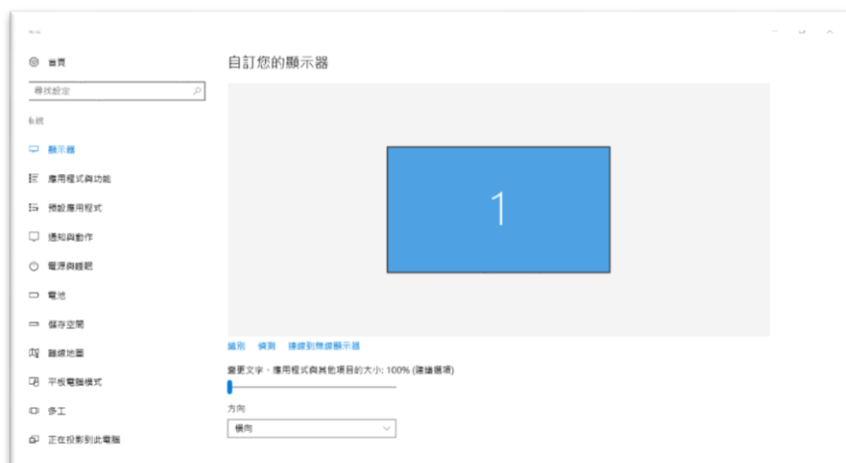 首頁
自訂您的顯示器
尋找設定
系統
顯示器
應用程式與功能
預設應用程式
通知與動作
電源與睡眠
電池
儲存空間
離線地圖
平板電腦模式
多工
正在投影到此電腦
1
識別 偵測 連線到無線顯示器
變更文字、應用程式與其他項目的大小: 100% (建議選項)
方向
橫向